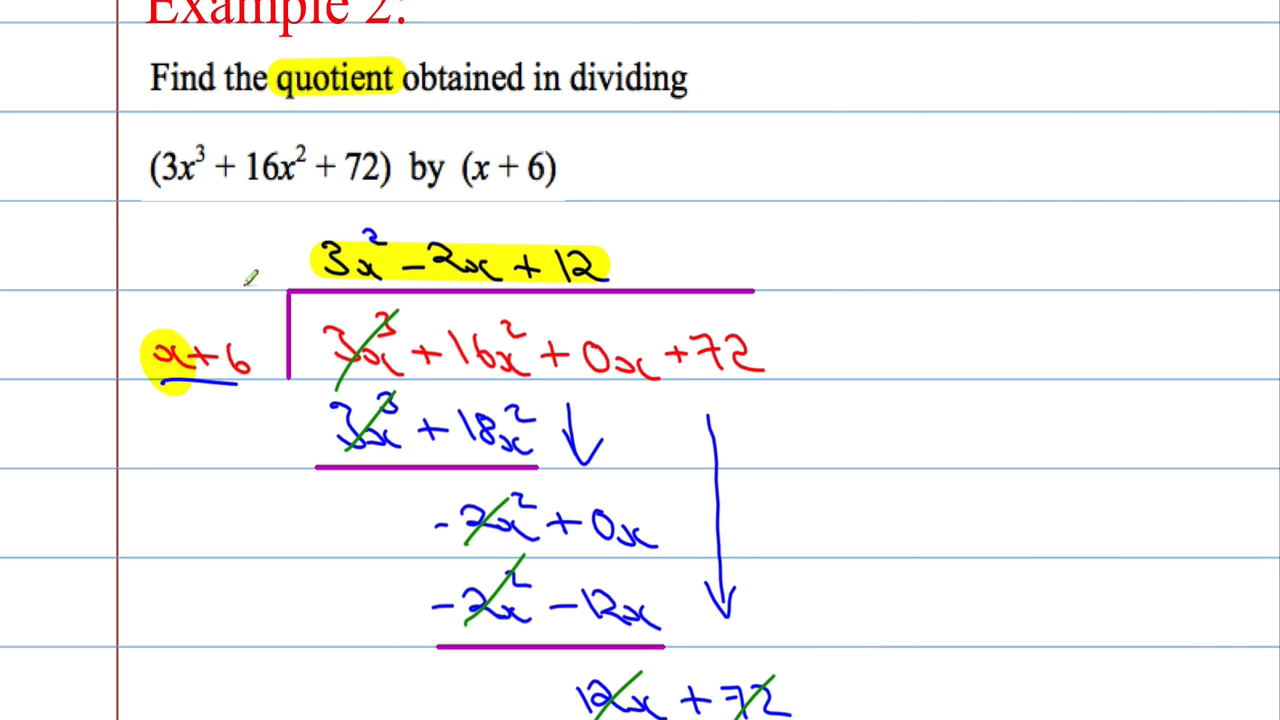 Example 2:
Find the quotient obtained in dividing
(3x³ + 16x² + 72) by (x + 6)
3x² - 2x + 12
x + 6 3x³ + 16x² + 0x + 72
3x³ + 18x²
- 2x² + 0x
- 2x² - 12x
12x + 72